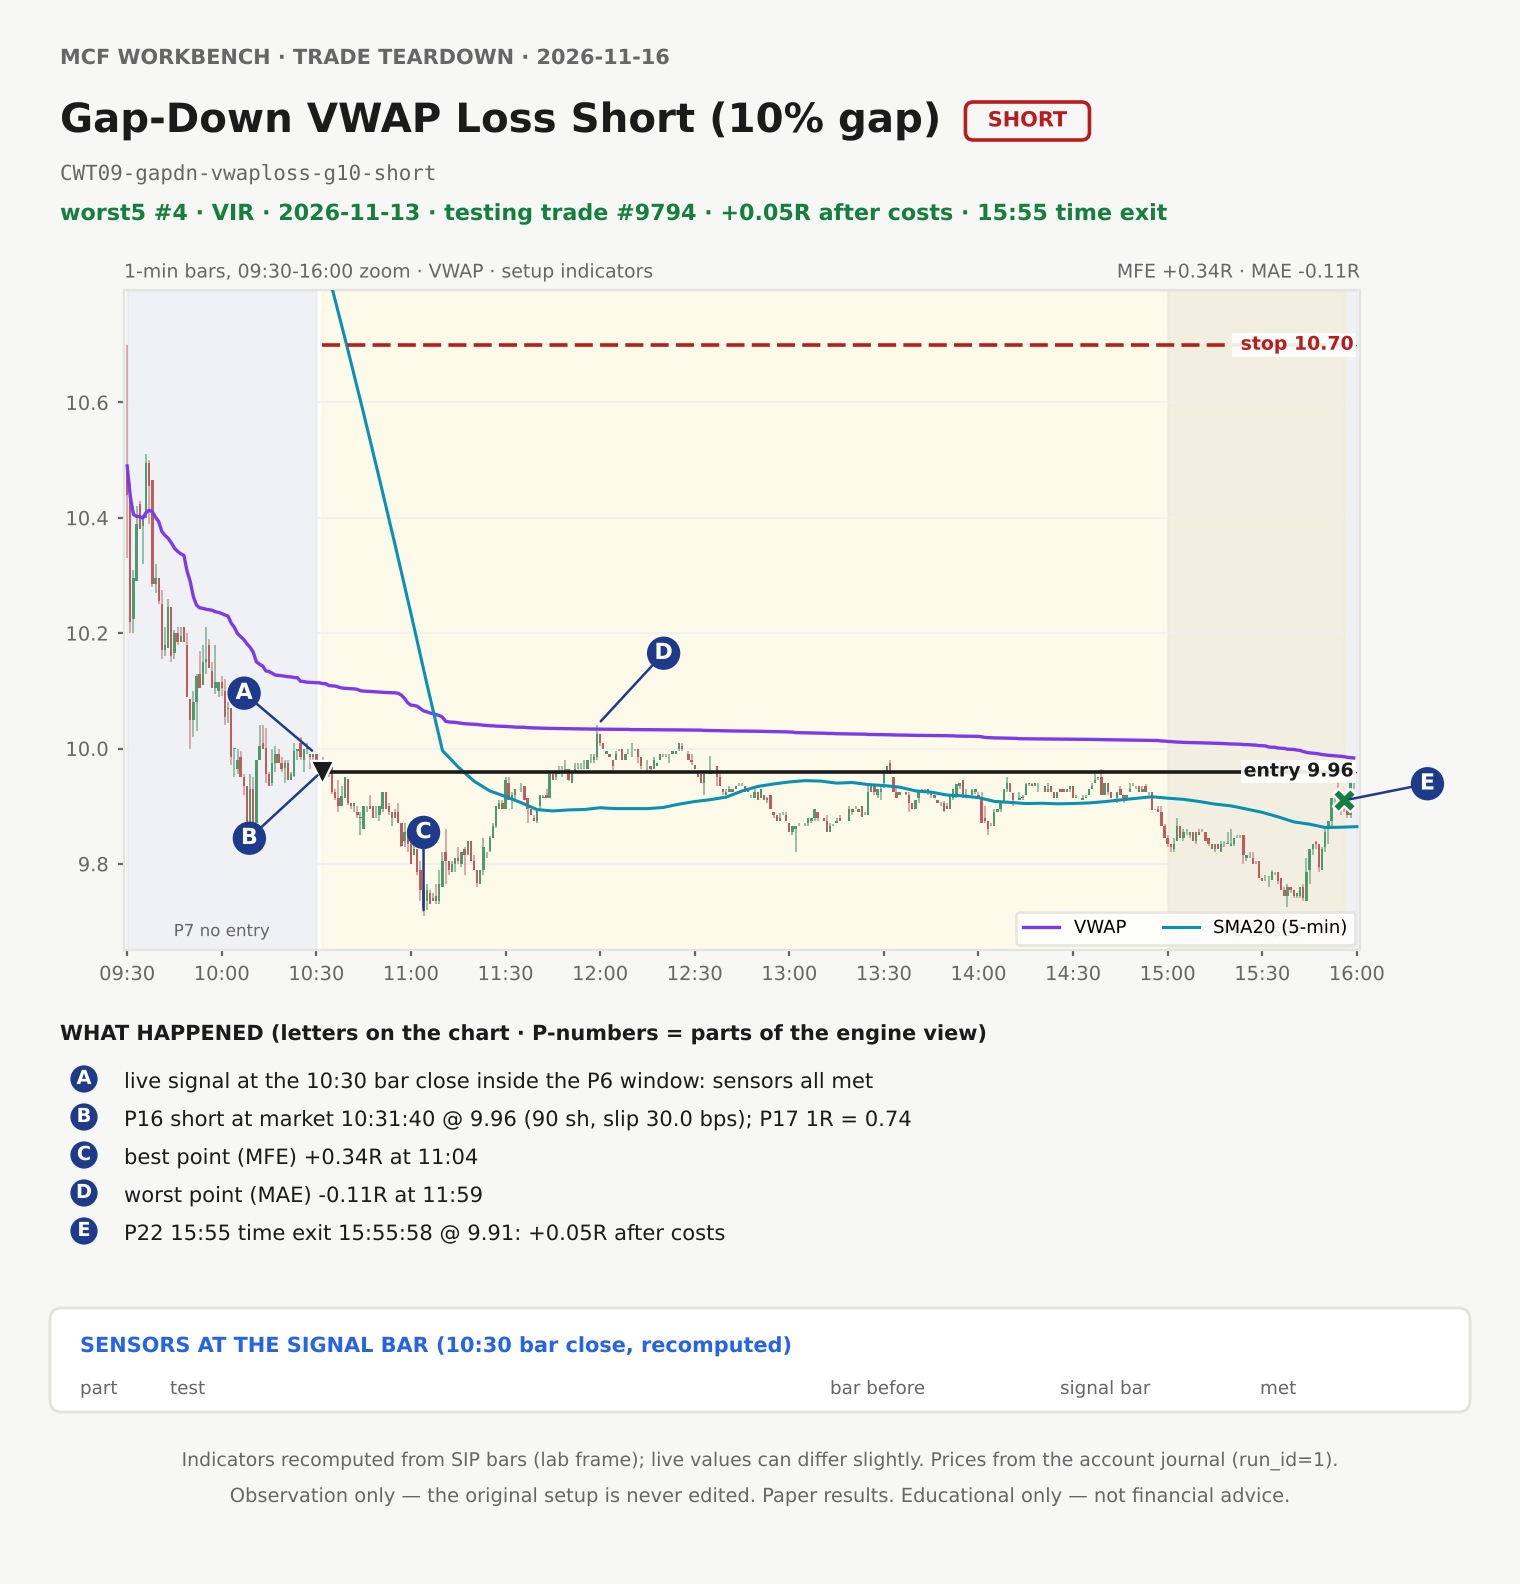 MCF WORKBENCH · TRADE TEARDOWN · 2026-11-16
Gap-Down VWAP Loss Short (10% gap) SHORT
CWT09-gapdn-vwaploss-g10-short
worst5 #4 · VIR · 2026-11-13 · testing trade #9794 · +0.05R after costs · 15:55 time exit
1-min bars, 09:30-16:00 zoom · VWAP · setup indicators MFE +0.34R · MAE -0.11R
stop 10.70
10.6
10.4
10.2
D
A
10.0
entry 9.96
E
C
B
9.8
P7 no entry
VWAP SMA20 (5-min)
09:30 10:00 10:30 11:00 11:30 12:00 12:30 13:00 13:30 14:00 14:30 15:00 15:30 16:00
WHAT HAPPENED (letters on the chart · P-numbers = parts of the engine view)
A live signal at the 10:30 bar close inside the P6 window: sensors all met
B P16 short at market 10:31:40 @ 9.96 (90 sh, slip 30.0 bps); P17 1R = 0.74
C best point (MFE) +0.34R at 11:04
D worst point (MAE) -0.11R at 11:59
E P22 15:55 time exit 15:55:58 @ 9.91: +0.05R after costs
SENSORS AT THE SIGNAL BAR (10:30 bar close, recomputed)
part test bar before signal bar met
Indicators recomputed from SIP bars (lab frame); live values can differ slightly. Prices from the account journal (run_id=1).
Observation only — the original setup is never edited. Paper results. Educational only — not financial advice.